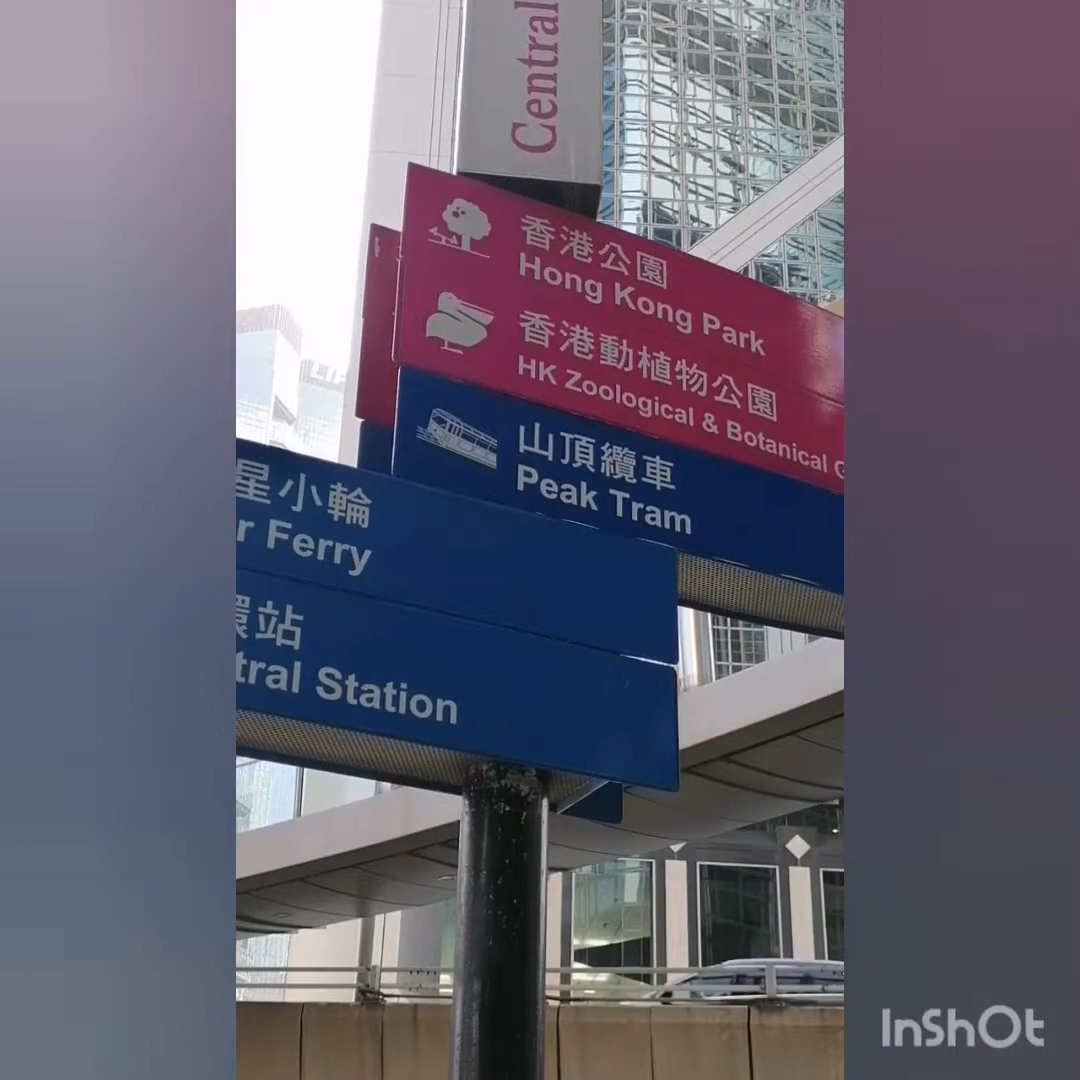 Central
香港公園
Hong Kong Park
香港動植物公園
HK Zoological & Botanical G
山頂纜車
Peak Tram
星小輪
r Ferry
環站
tral Station
InShOt